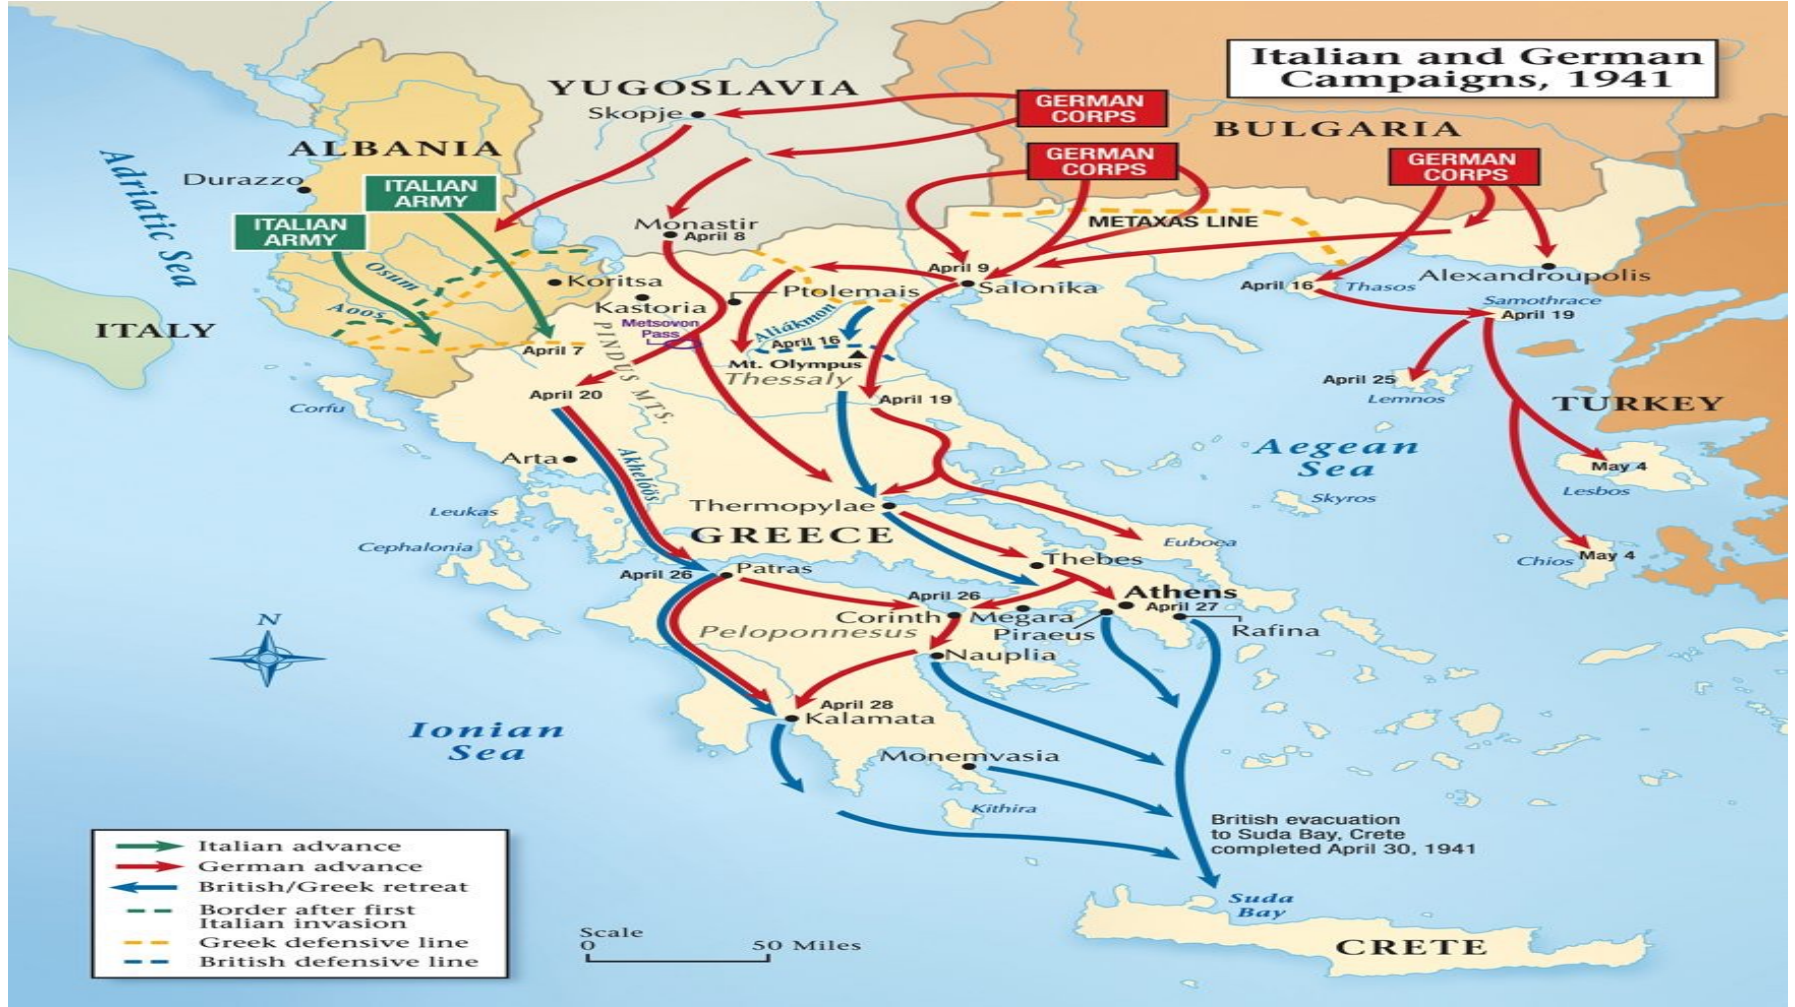 Italian and German
Campaigns, 1941
YUGOSLAVIA
Skopje
GERMAN
CORPS
BULGARIA
ALBANIA
GERMAN
CORPS
GERMAN
CORPS
Adriatic Sea
Durazzo
ITALIAN
ARMY
ITALIAN
ARMY
METAXAS LINE
Monastir
April 8
Osum
Koritsa
April 9
Salonika
Alexandroupolis
Kastoria
Ptolemais
April 16
Thasos
Samothrace
April 19
Aoos
ITALY
Metsovon
Pass
Aliákmon
April 16
April 7
PINDUS MTS.
Mt. Olympus
Thessaly
April 20
April 19
April 25
Lemnos
TURKEY
Corfu
Aegean
Sea
Arta
Akhelóös
May 4
Lesbos
Skyros
Leukas
Thermopylae
GREECE
Cephalonia
Euboea
Chios
May 4
Thebes
April 26
Patras
April 26
Athens
April 27
Corinth
Megara
Piraeus
Rafina
Peloponnesus
Nauplia
N
April 28
Kalamata
Ionian
Sea
Monemvasia
Kithira
British evacuation
to Suda Bay, Crete
completed April 30, 1941
Suda
Bay
CRETE
Italian advance
German advance
British/Greek retreat
Border after first
Italian invasion
Greek defensive line
British defensive line
Scale
0 50 Miles